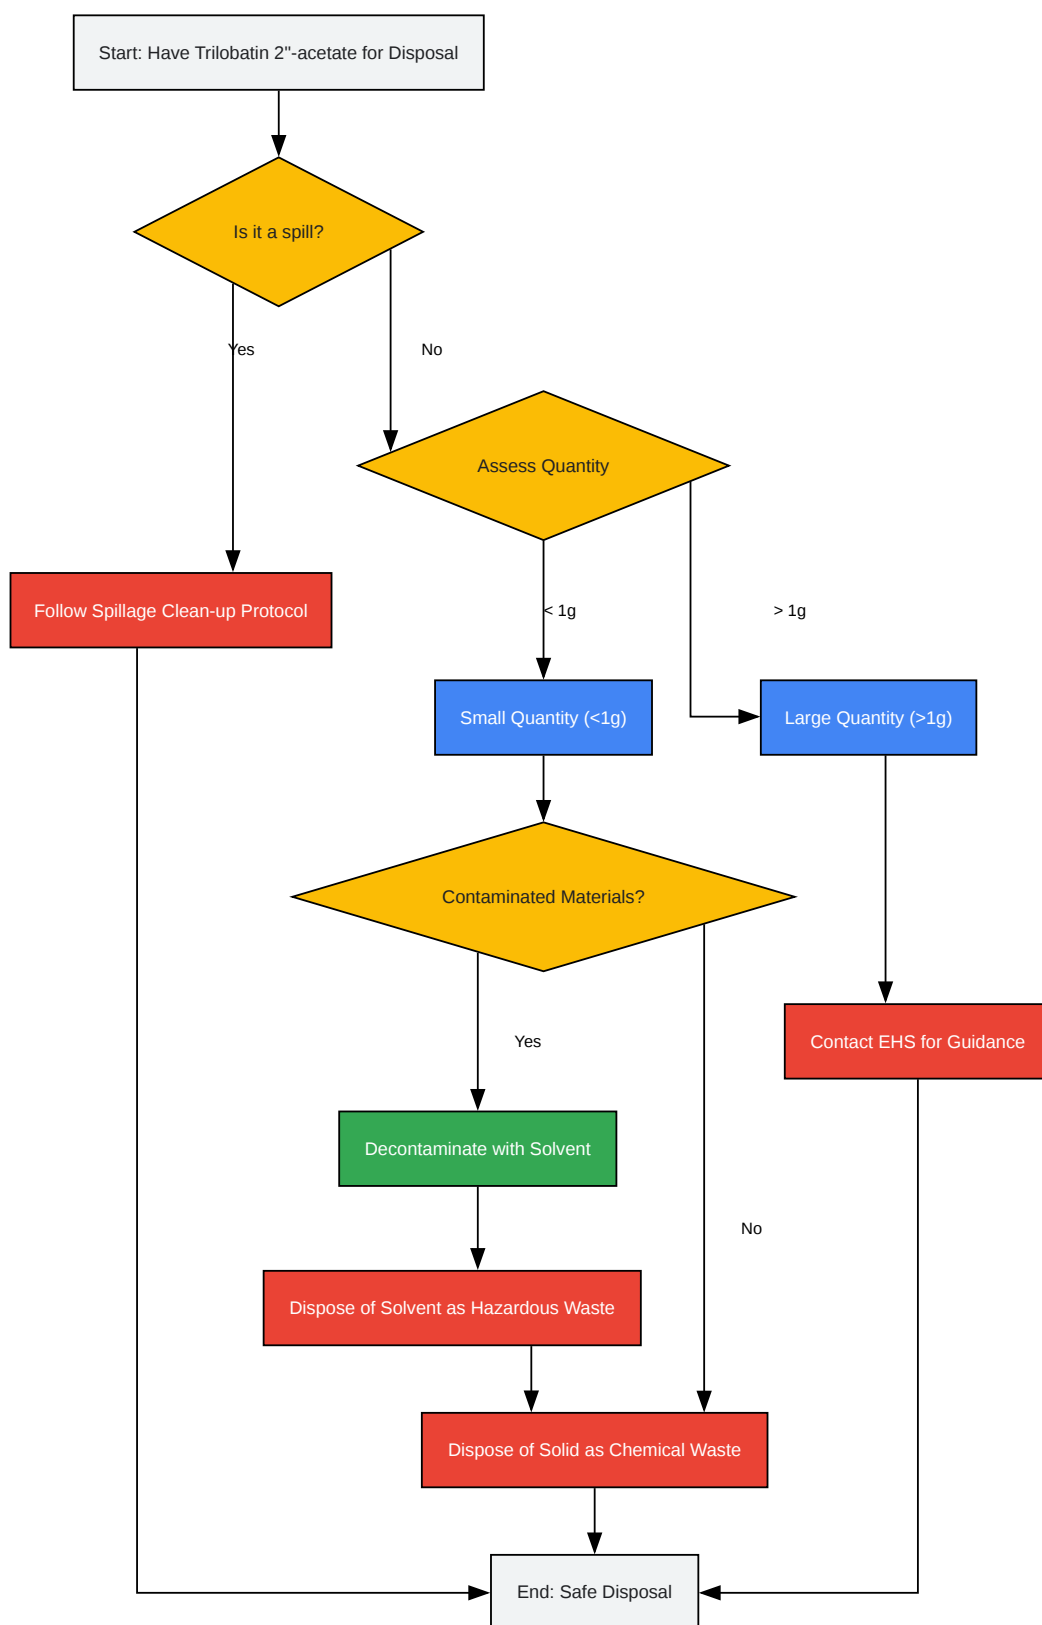 Start: Have Trilobatin 2"-acetate for Disposal
Is it a spill?
Yes
No
Assess Quantity
Follow Spillage Clean-up Protocol
< 1g
> 1g
Small Quantity (<1g)
Large Quantity (>1g)
Contaminated Materials?
Yes
Contact EHS for Guidance
Decontaminate with Solvent
No
Dispose of Solvent as Hazardous Waste
Dispose of Solid as Chemical Waste
End: Safe Disposal